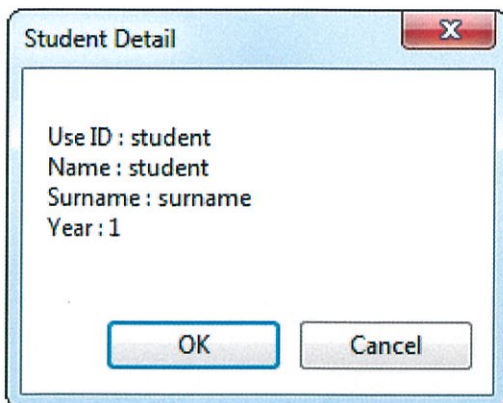 Student Detail
Use ID : student
Name : student
Surname : surname
Year : 1
OK
Cancel